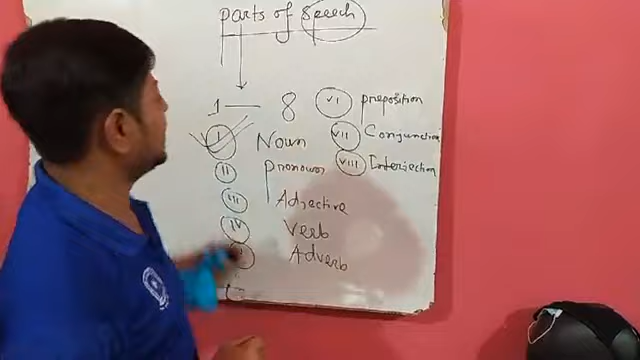 parts of speech
1 — 8
I Noun
II pronoun
III Adjective
IV Verb
V Adverb
VI preposition
VII Conjunction
VIII Interjection